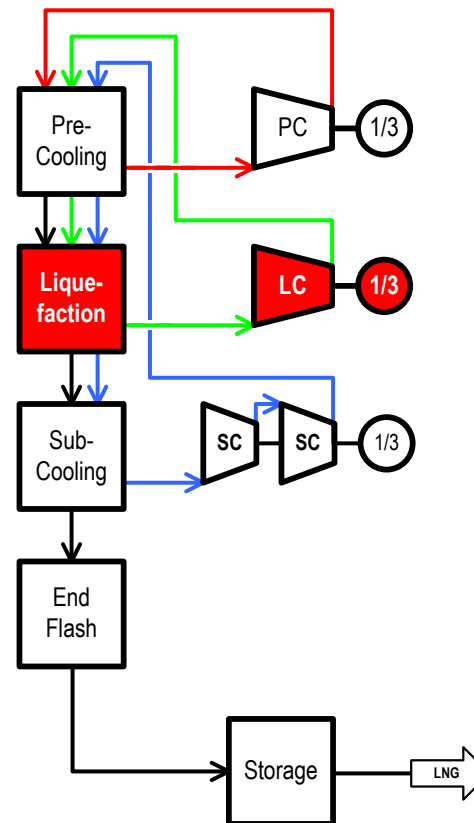 Pre-
Cooling
PC
1/3
Lique-
faction
LC
1/3
Sub-
Cooling
SC
SC
1/3
End
Flash
Storage
LNG